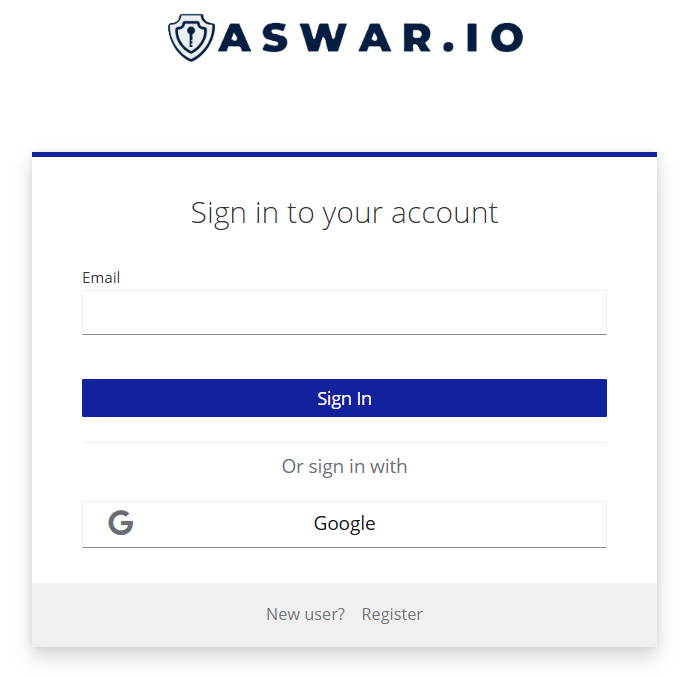 ASWAR.IO
Sign in to your account
Email
Sign In
Or sign in with
Google
New user? Register